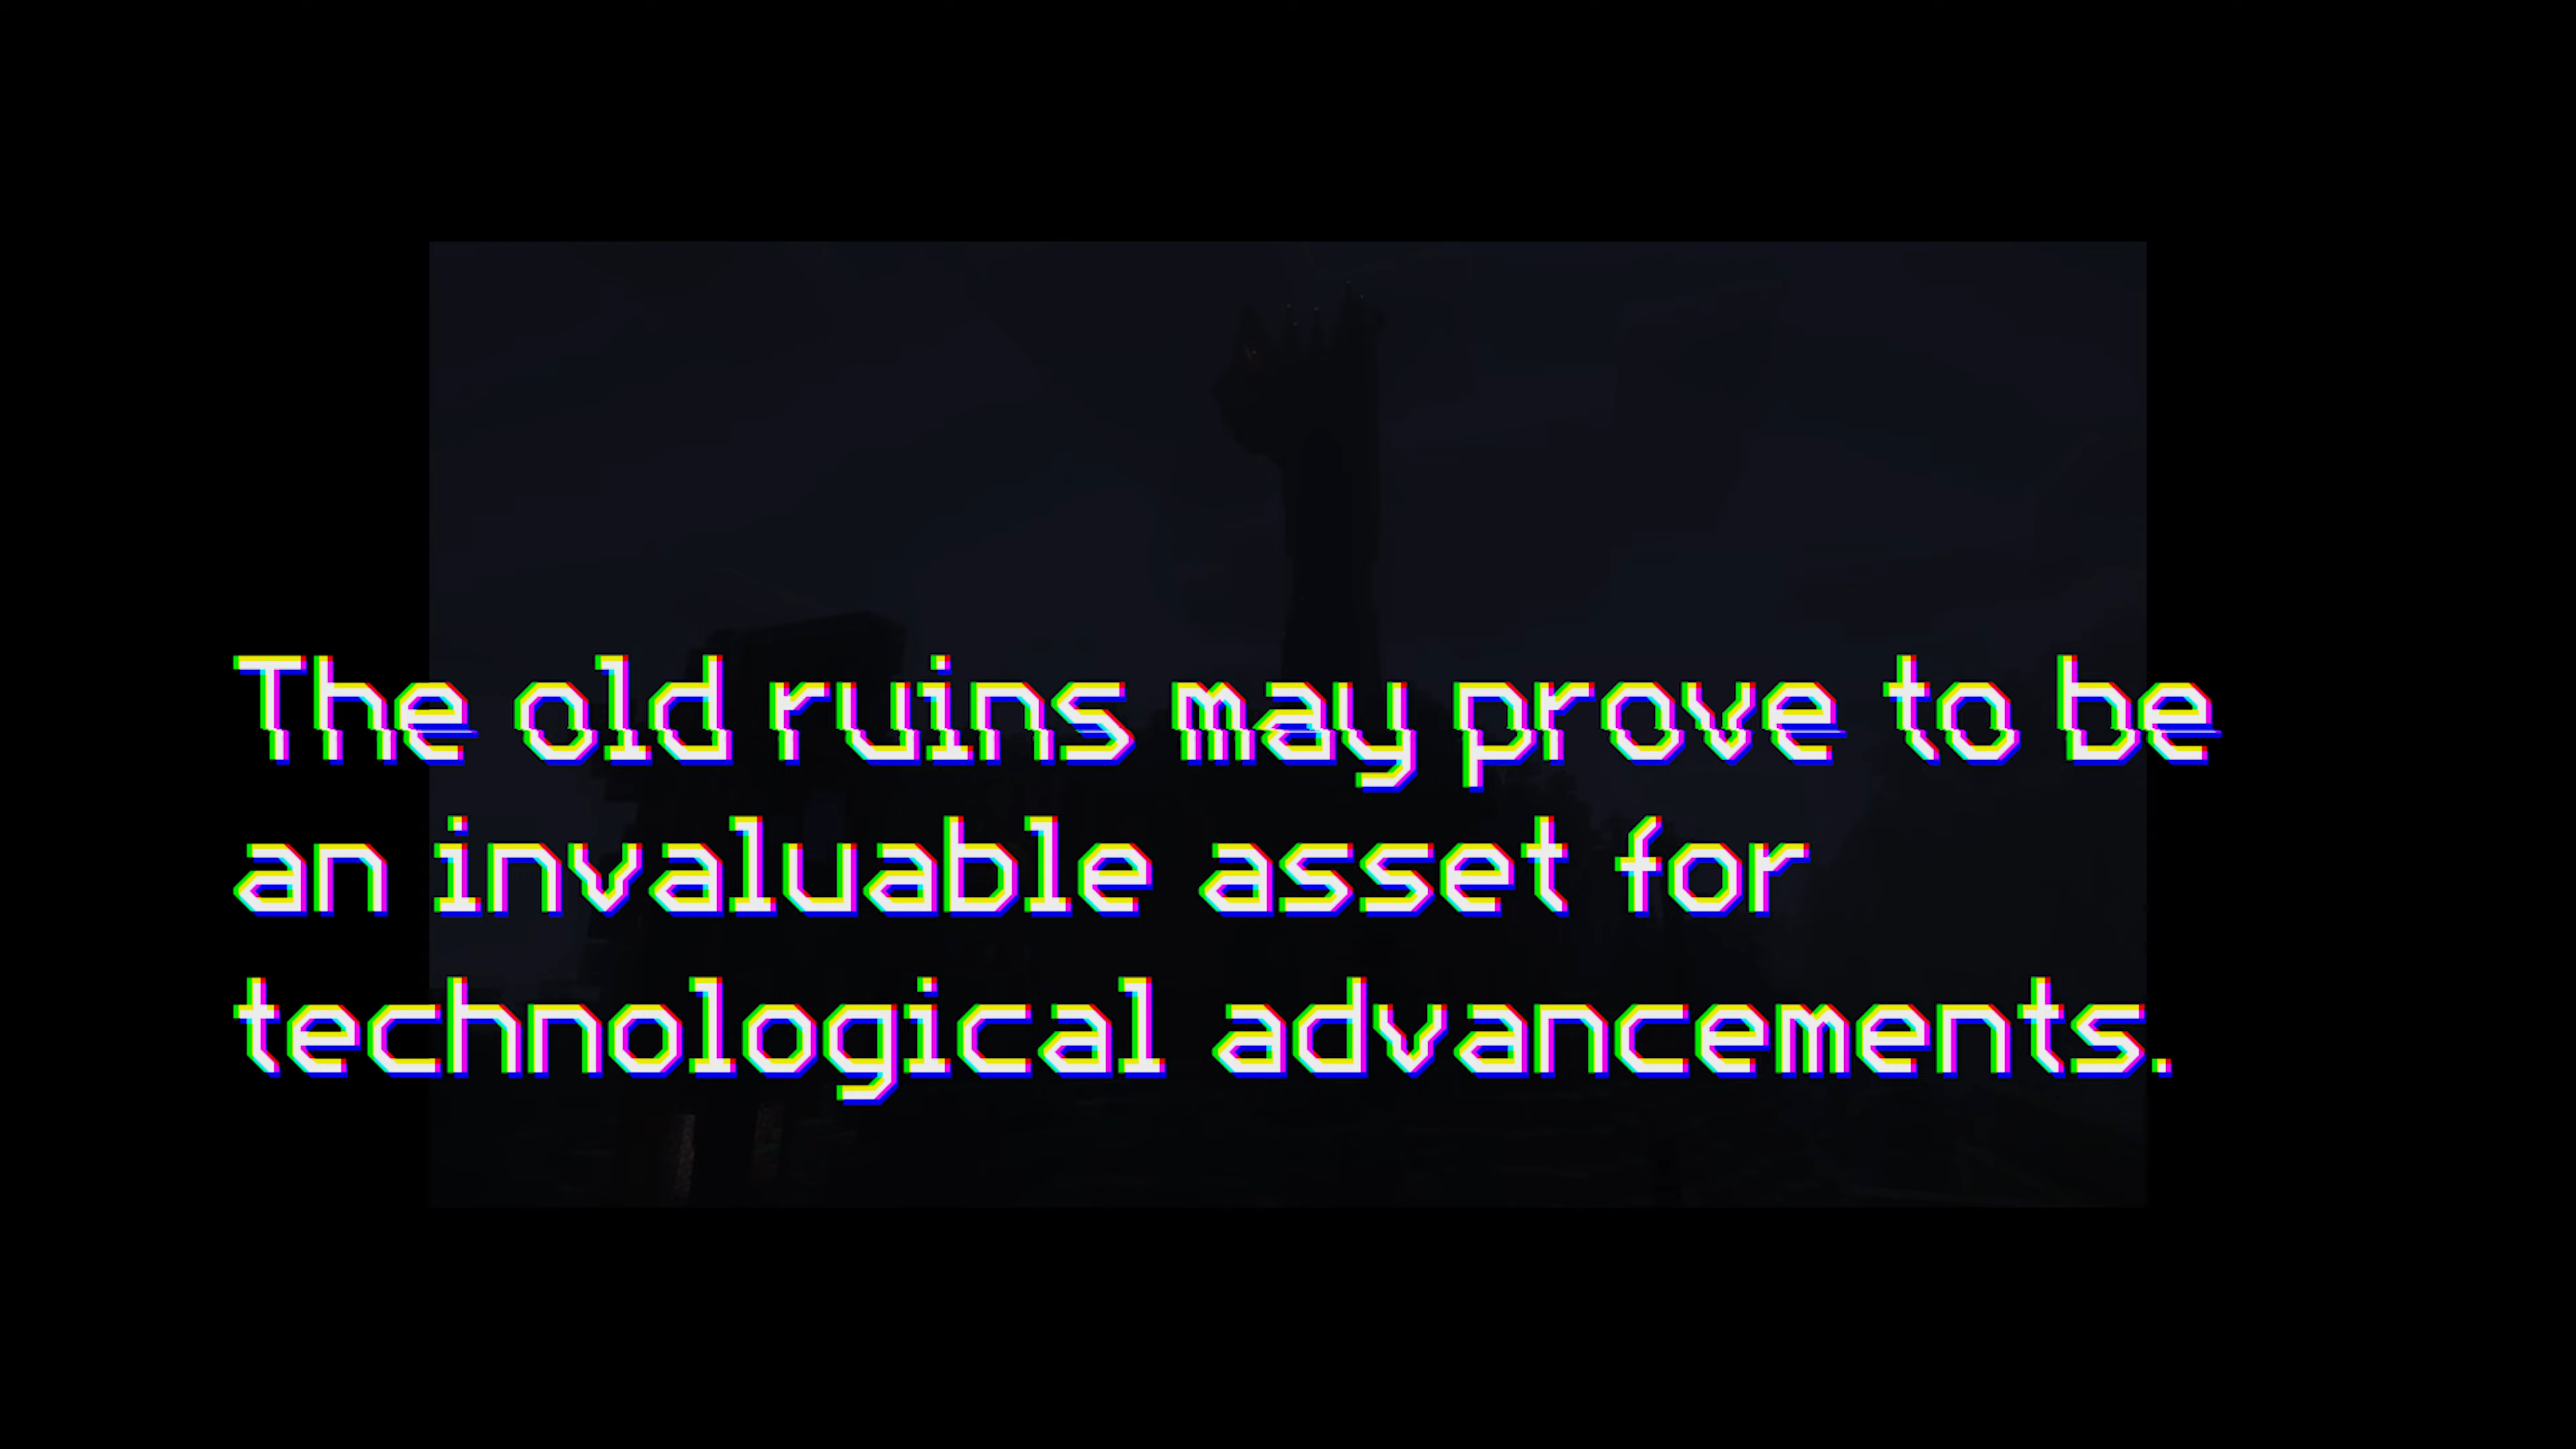 The old ruins may prove to be
an invaluable asset for
technological advancements.